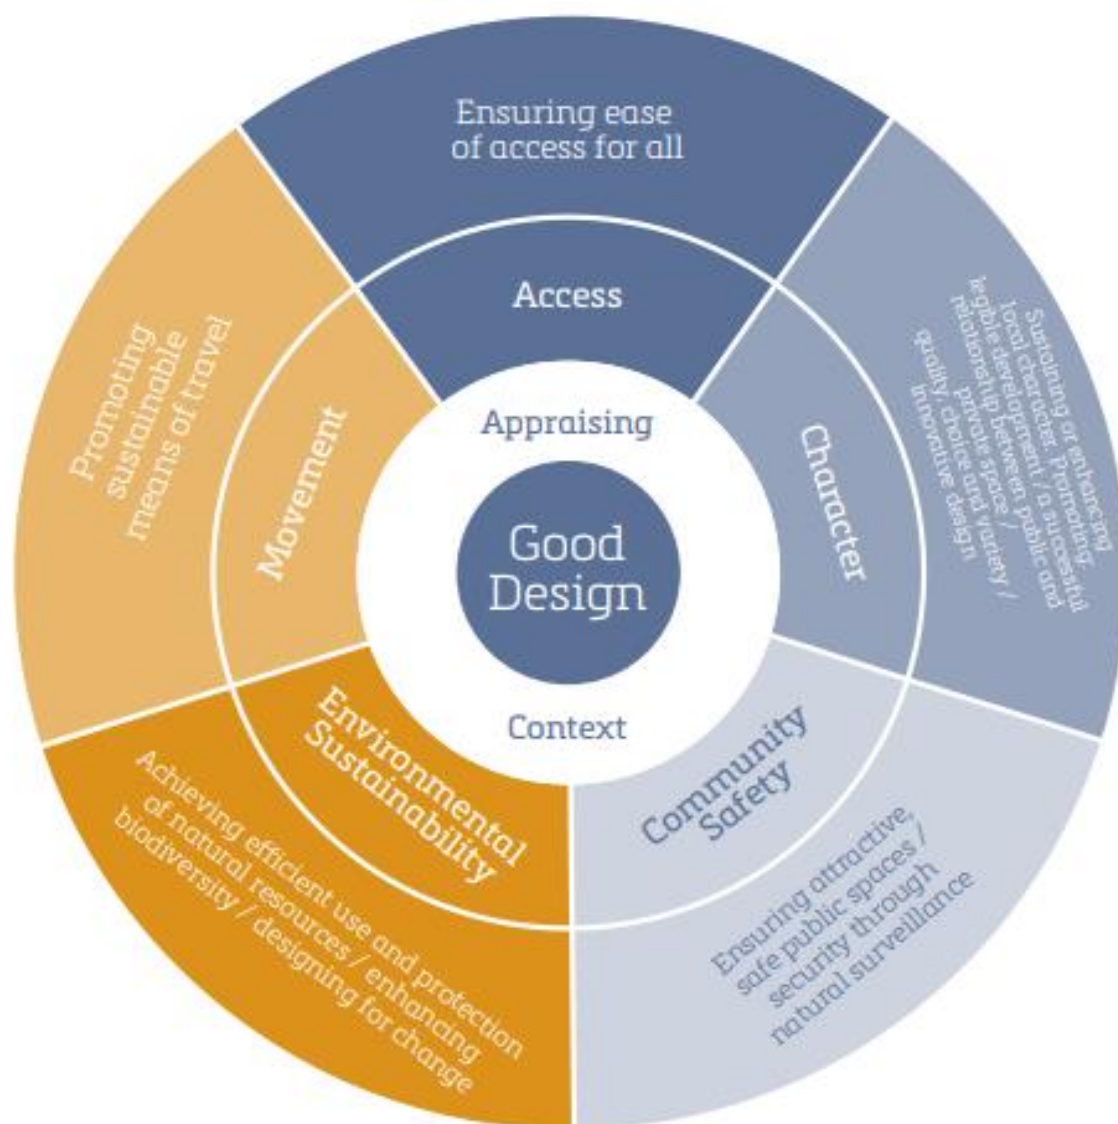 Ensuring ease
of access for all
Access
Sustaining or enhancing
local character. Promoting
legible development / a successful
relationship between public and
private space /
quality, choice and variety /
innovative design
Character
Ensuring attractive,
safe public spaces /
security through
natural surveillance
Community
Safety
Achieving efficient use and protection
of natural resources / enhancing
biodiversity / designing for change
Environmental
Sustainability
Promoting
sustainable
means of travel
Movement
Appraising
Good
Design
Context